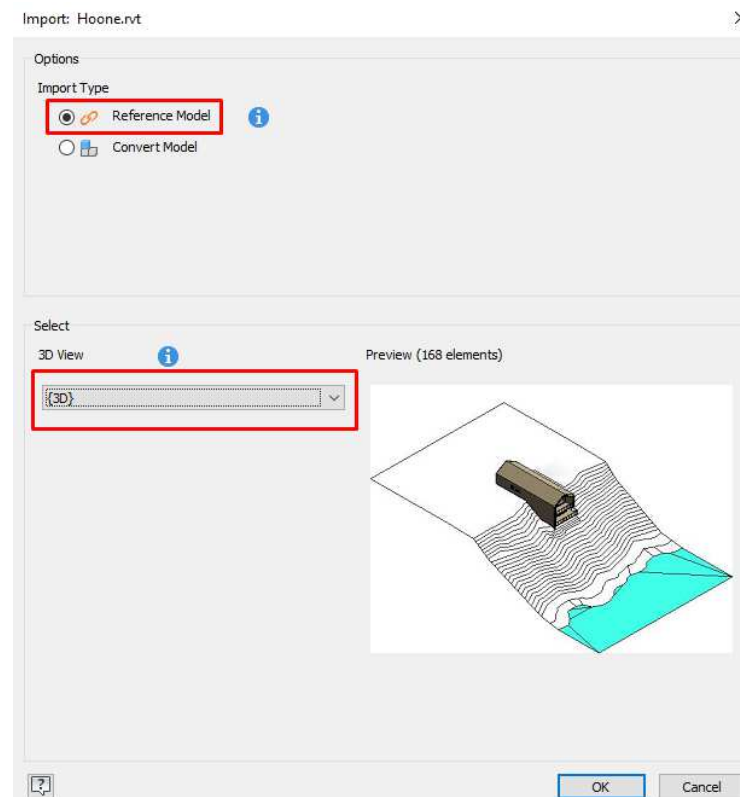 Import: Hoone.rvt
Options
Import Type
Reference Model
Convert Model
Select
3D View
Preview (168 elements)
{3D}
OK
Cancel